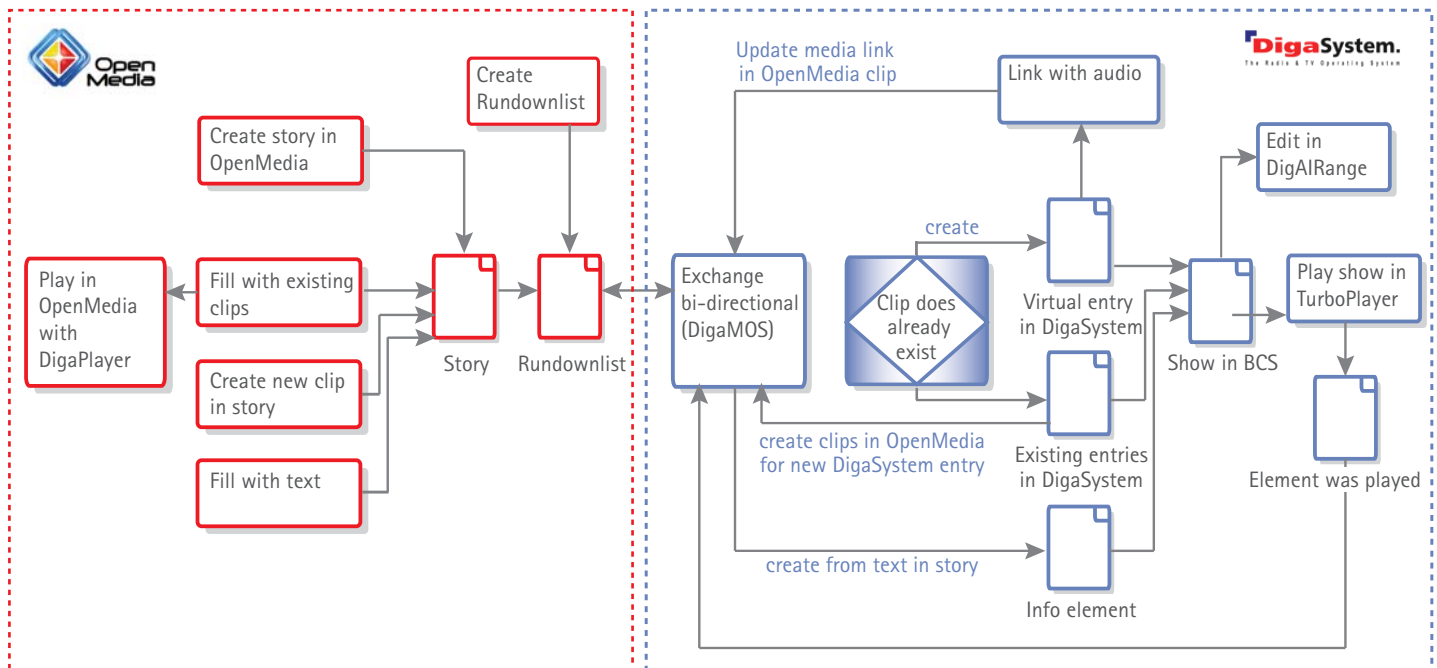 Open
Media
Create
Rundownlist
Create story in
OpenMedia
Play in
OpenMedia
with
DigaPlayer
Fill with existing
clips
Create new clip
in story
Fill with text
Story
Rundownlist
Update media link
in OpenMedia clip
Link with audio
DigaSystem.
The Radio & TV Operating System
Edit in
DigAIRange
create
Exchange
bi-directional
(DigaMOS)
Clip does
already
exist
Virtual entry
in DigaSystem
Show in BCS
Play show in
TurboPlayer
create clips in OpenMedia
for new DigaSystem entry
Existing entries
in DigaSystem
Element was played
create from text in story
Info element